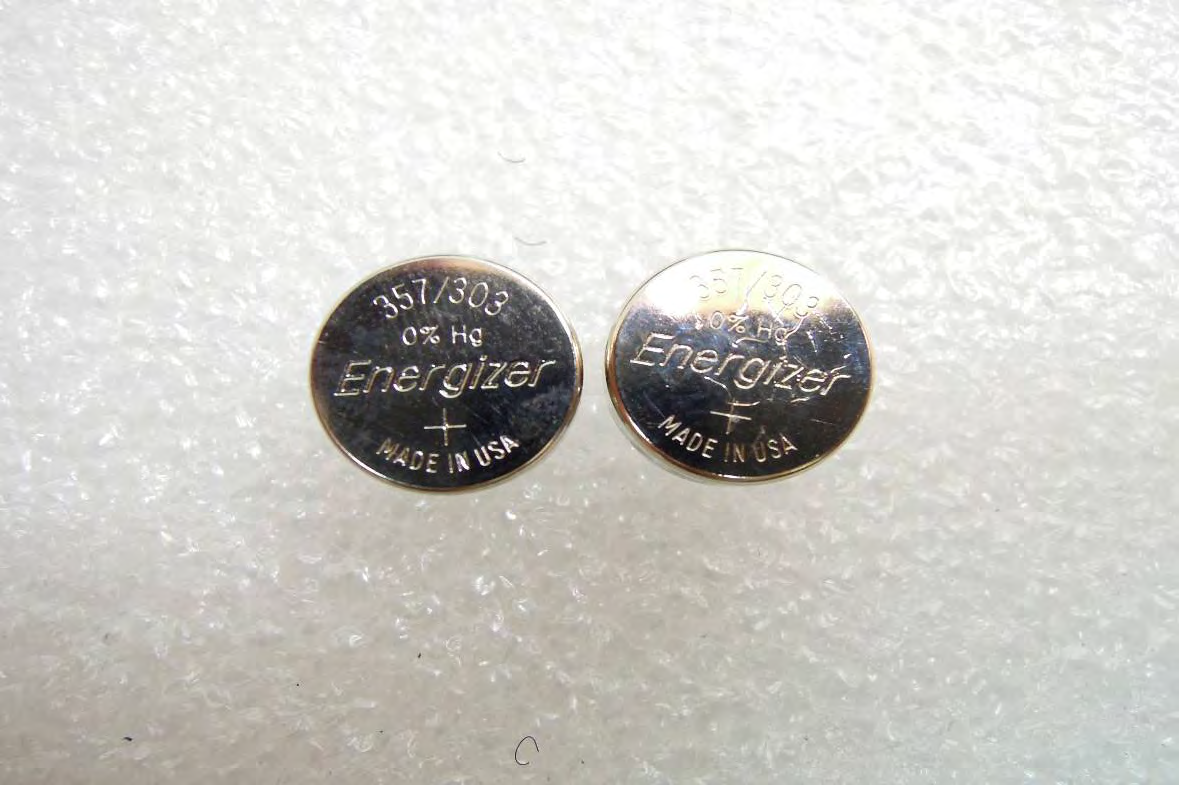 357/303
0% Hg
Energizer
+
MADE IN USA
357/303
0% Hg
Energizer
+
MADE IN USA